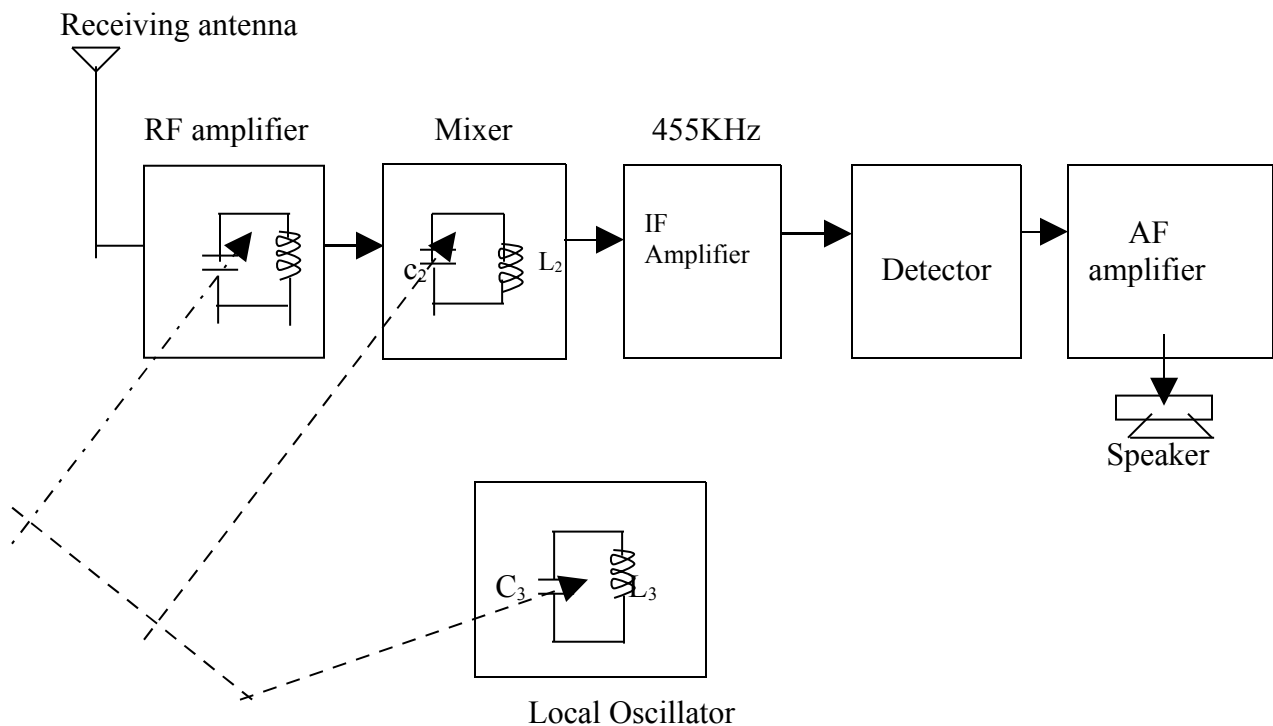 Receiving antenna
RF amplifier
Mixer
455KHz
c₂
L₂
IF
Amplifier
Detector
AF
amplifier
Speaker
C₃
L₃
Local Oscillator